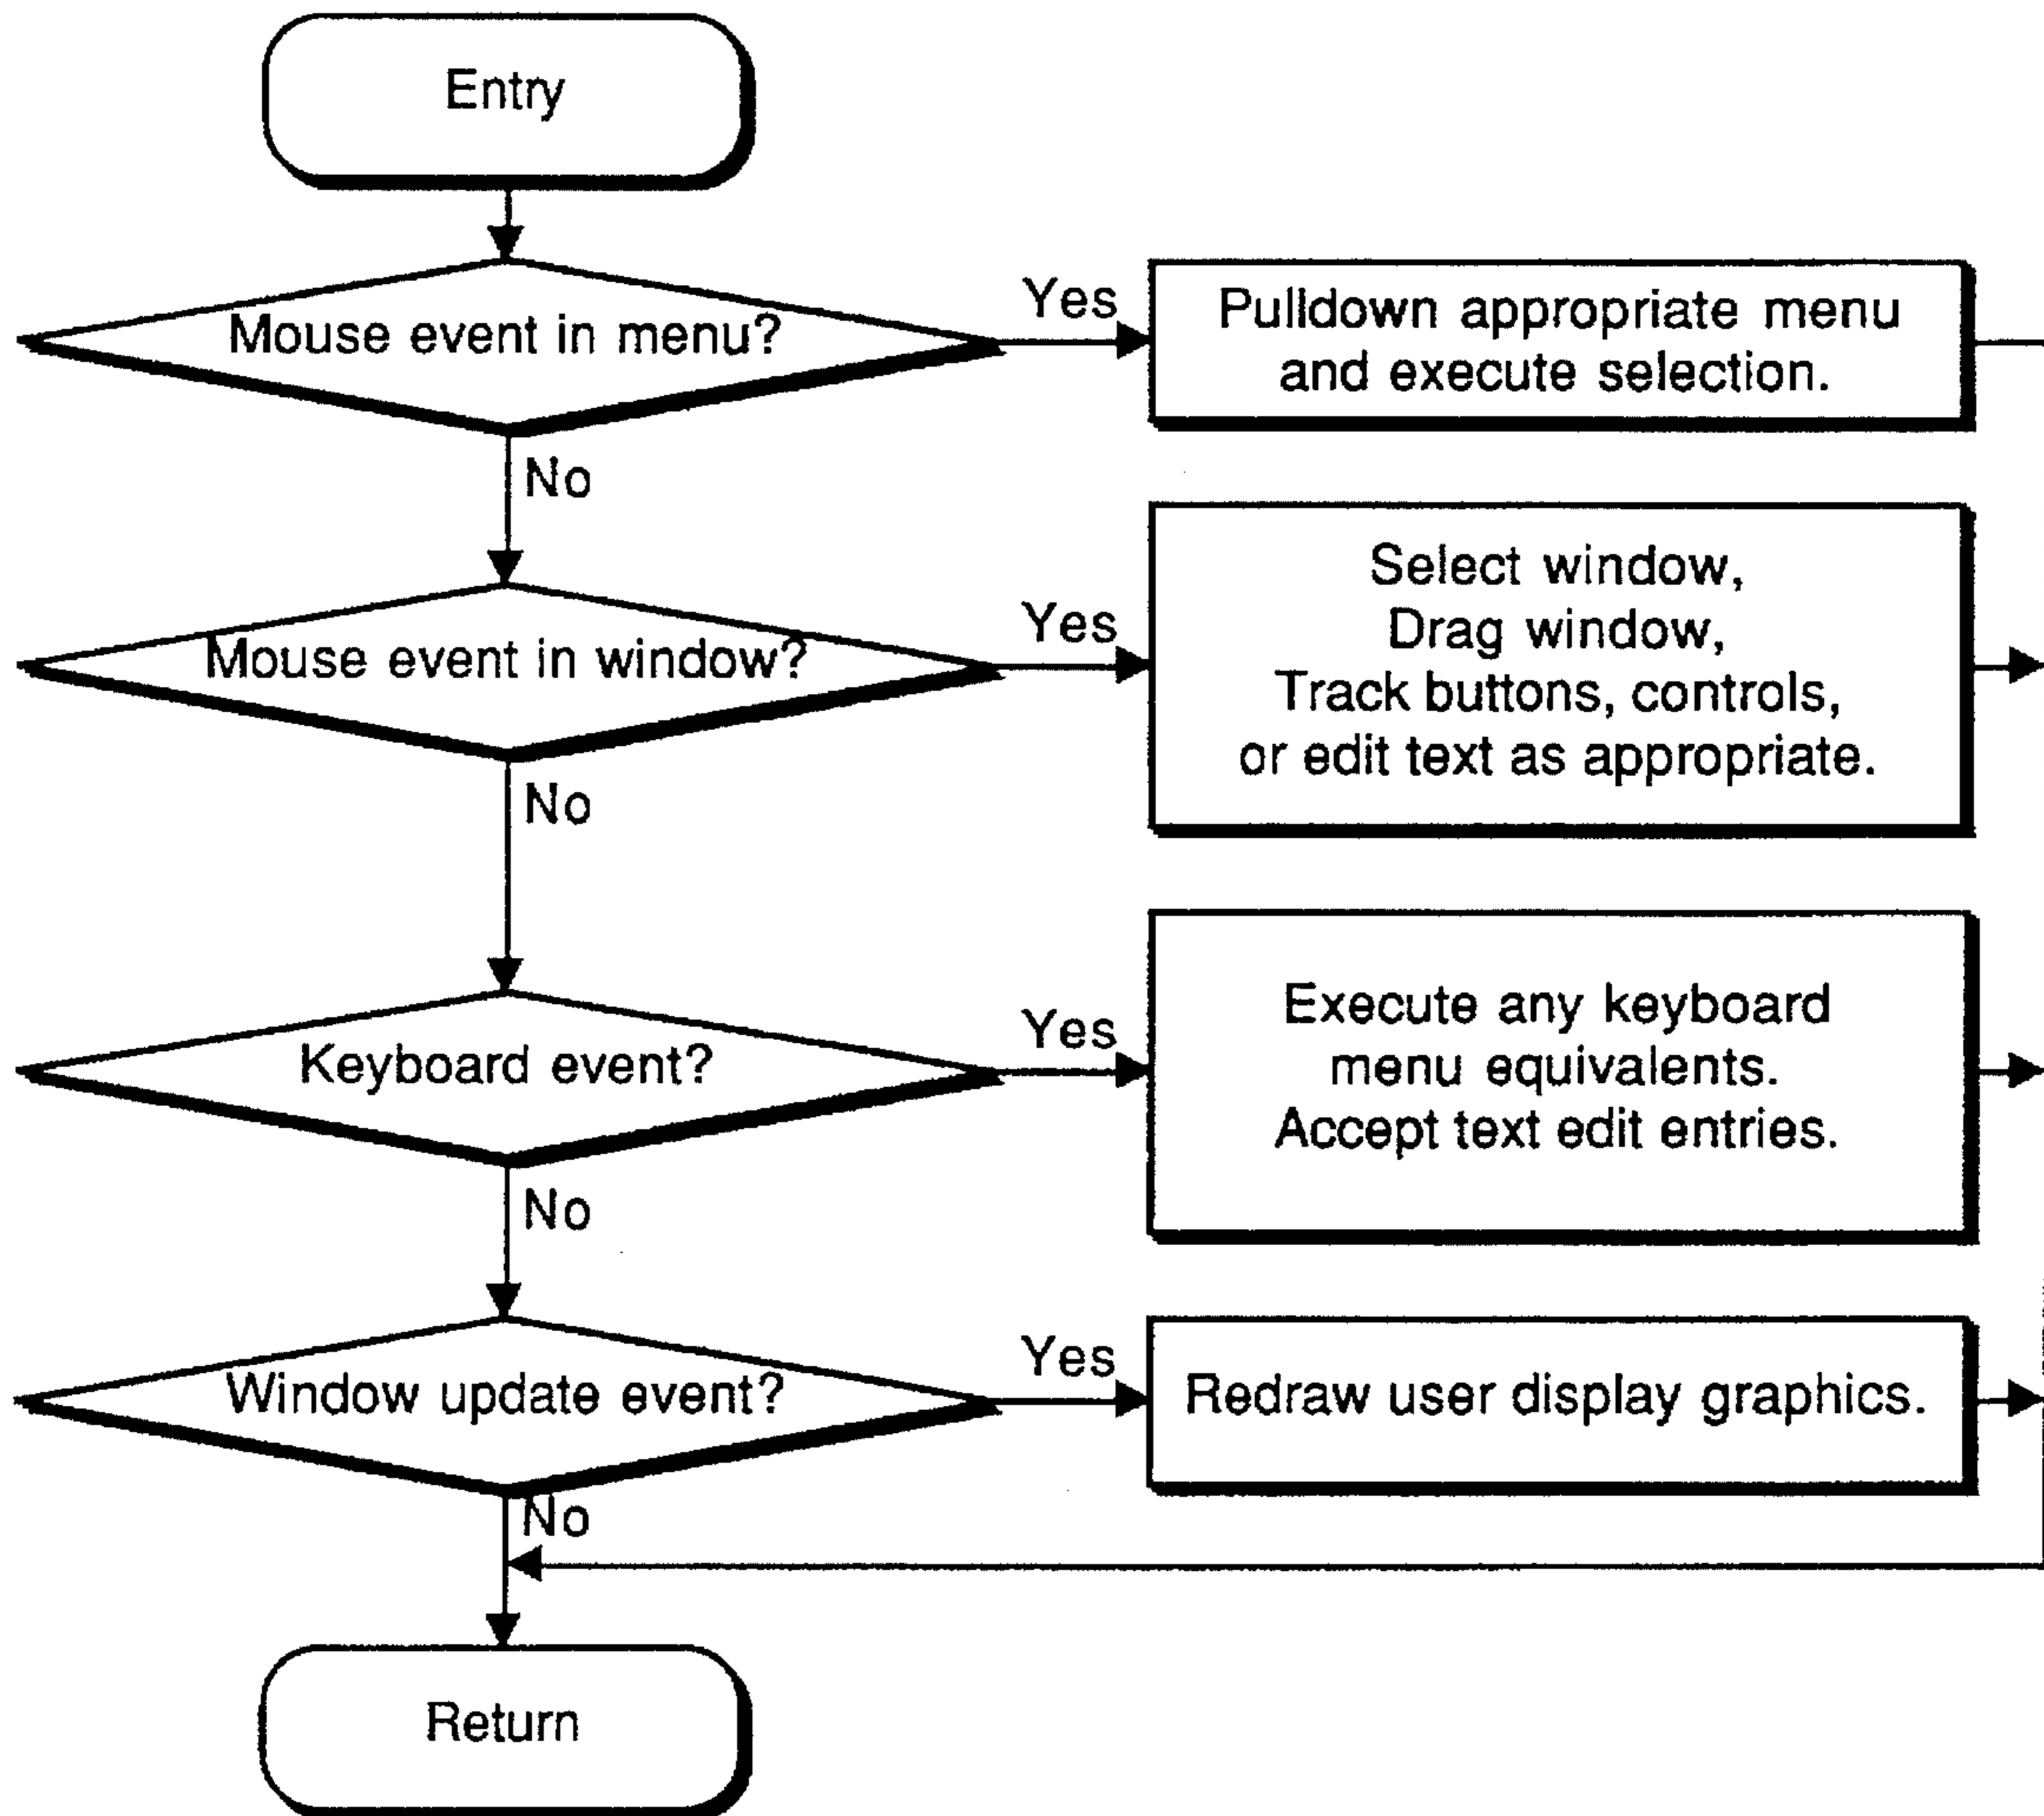 Entry
Mouse event in menu?
Yes
Pulldown appropriate menu
and execute selection.
No
Mouse event in window?
Yes
Select window,
Drag window,
Track buttons, controls,
or edit text as appropriate.
No
Keyboard event?
Yes
Execute any keyboard
menu equivalents.
Accept text edit entries.
No
Window update event?
Yes
Redraw user display graphics.
No
Return